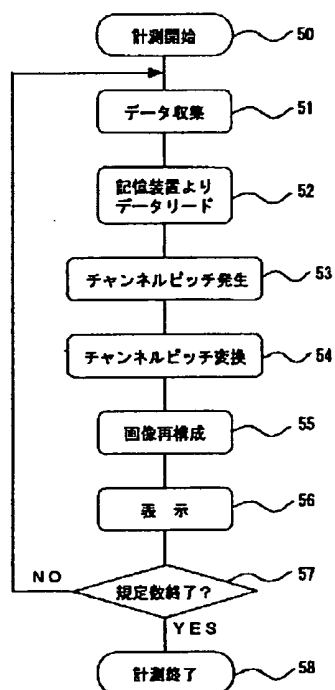 計測開始 50
データ収集 51
記憶装置より
データリード 52
チャンネルピッチ発生 53
チャンネルピッチ変換 54
画像再構成 55
表 示 56
規定数終了? 57
NO
YES
計測終了 58